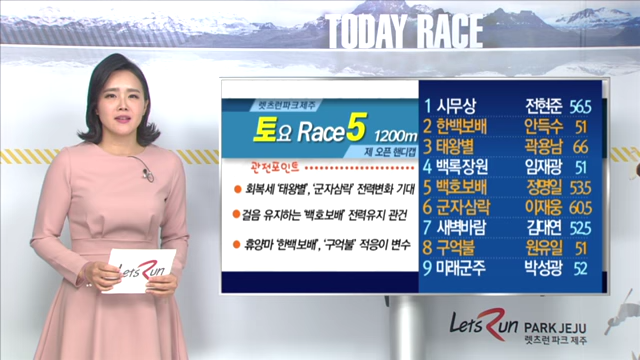 TODAY RACE
렛츠런파크 제주
토요 Race 5 1200m
제주 오픈 핸디캡
관전포인트
• 회복세 '태왕별', '군자삼락' 전력변화 기대
• 걸음 유지하는 '백호보배' 전력유지 관건
• 휴양마 '한백보배', '구억불' 적응이 변수
1 시무상 전현준 56.5
2 한백보배 안득수 51
3 태왕별 곽용남 66
4 백록장원 임재광 51
5 백호보배 정명일 53.5
6 군자삼락 이재웅 60.5
7 새벽바람 김대연 52.5
8 구억불 원유일 51
9 미래군주 박성광 52
Let's Run
Let's Run PARK JEJU
렛츠런파크 제주